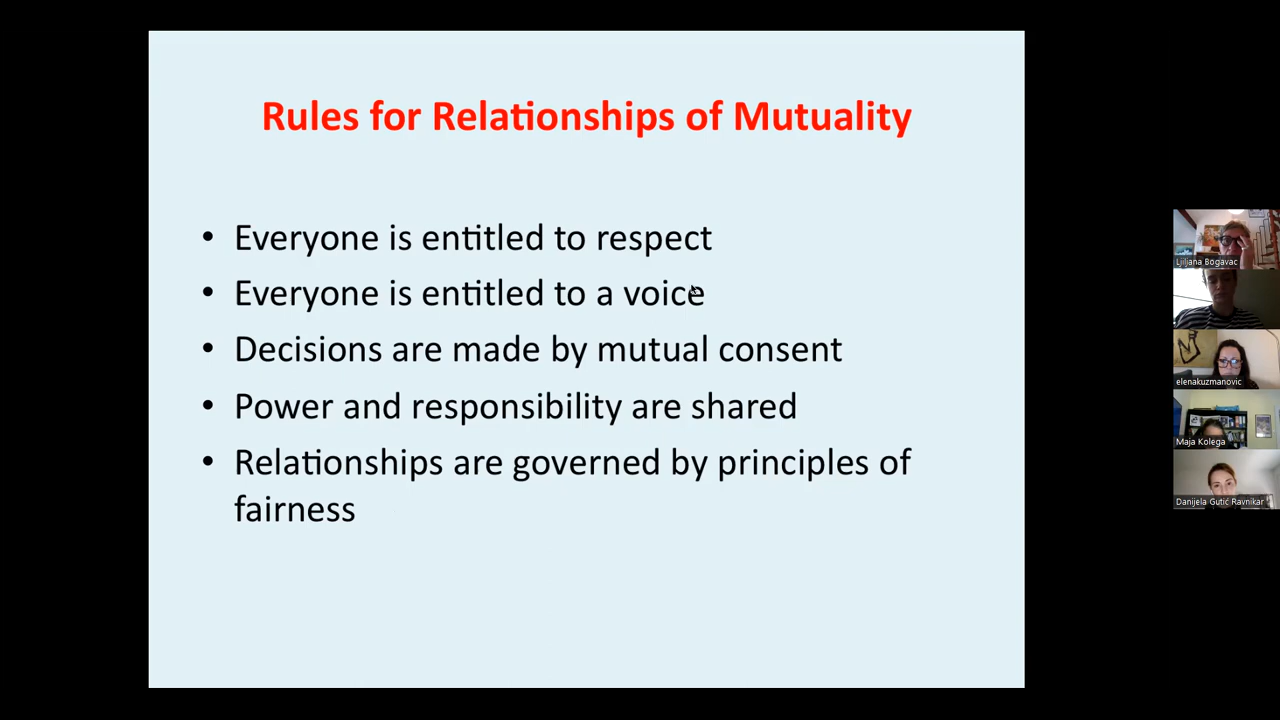 Rules for Relationships of Mutuality
• Everyone is entitled to respect
• Everyone is entitled to a voice
• Decisions are made by mutual consent
• Power and responsibility are shared
• Relationships are governed by principles of
fairness
Ljiljana Bogavac
elenakuzmanovic
Maja Kolega
Danijela Gutić Ravnikar